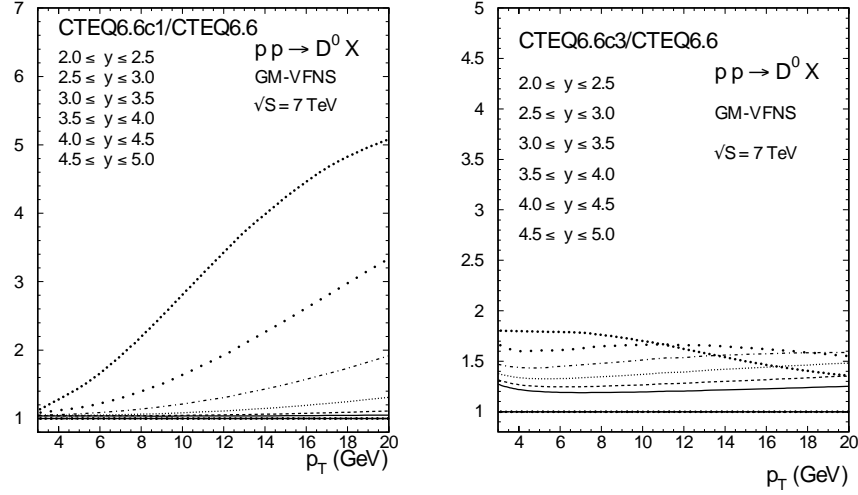 CTEQ6.6c1/CTEQ6.6
2.0 ≤ y ≤ 2.5
2.5 ≤ y ≤ 3.0
3.0 ≤ y ≤ 3.5
3.5 ≤ y ≤ 4.0
4.0 ≤ y ≤ 4.5
4.5 ≤ y ≤ 5.0
p p → D⁰ X
GM-VFNS
√S = 7 TeV
7
6
5
4
3
2
1
4 6 8 10 12 14 16 18 20
p_T (GeV)
CTEQ6.6c3/CTEQ6.6
2.0 ≤ y ≤ 2.5
2.5 ≤ y ≤ 3.0
3.0 ≤ y ≤ 3.5
3.5 ≤ y ≤ 4.0
4.0 ≤ y ≤ 4.5
4.5 ≤ y ≤ 5.0
p p → D⁰ X
GM-VFNS
√S = 7 TeV
5
4.5
4
3.5
3
2.5
2
1.5
1
4 6 8 10 12 14 16 18 20
p_T (GeV)